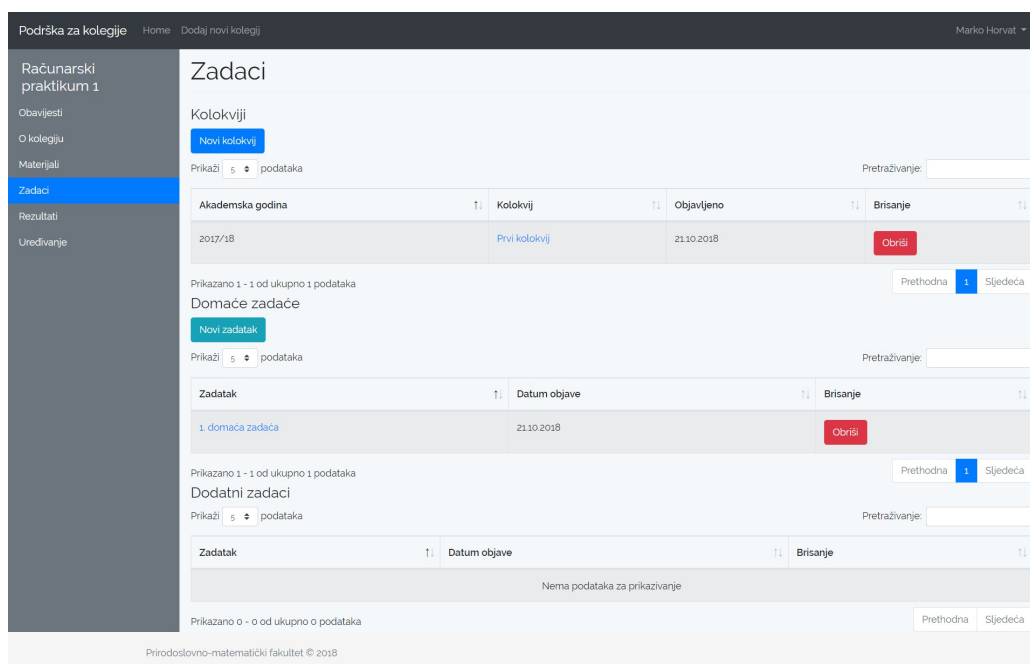 Podrška za kolegije Home Dodaj novi kolegij Marko Horvat
Računarski
praktikum 1
Obavijesti
O kolegiju
Materijali
Zadaci
Rezultati
Uređivanje
Zadaci
Kolokviji
Novi kolokvij
Prikaži 5 podataka Pretraživanje:
Akademska godina Kolokvij Objavljeno Brisanje
2017/18 Prvi kolokvij 21.10.2018 Obriši
Prikazano 1 - 1 od ukupno 1 podataka Prethodna 1 Sljedeća
Domaće zadaće
Novi zadatak
Prikaži 5 podataka Pretraživanje:
Zadatak Datum objave Brisanje
1. domaća zadaća 21.10.2018 Obriši
Prikazano 1 - 1 od ukupno 1 podataka Prethodna 1 Sljedeća
Dodatni zadaci
Prikaži 5 podataka Pretraživanje:
Zadatak Datum objave Brisanje
Nema podataka za prikazivanje
Prikazano 0 - 0 od ukupno 0 podataka Prethodna Sljedeća
Prirodoslovno-matematički fakultet © 2018